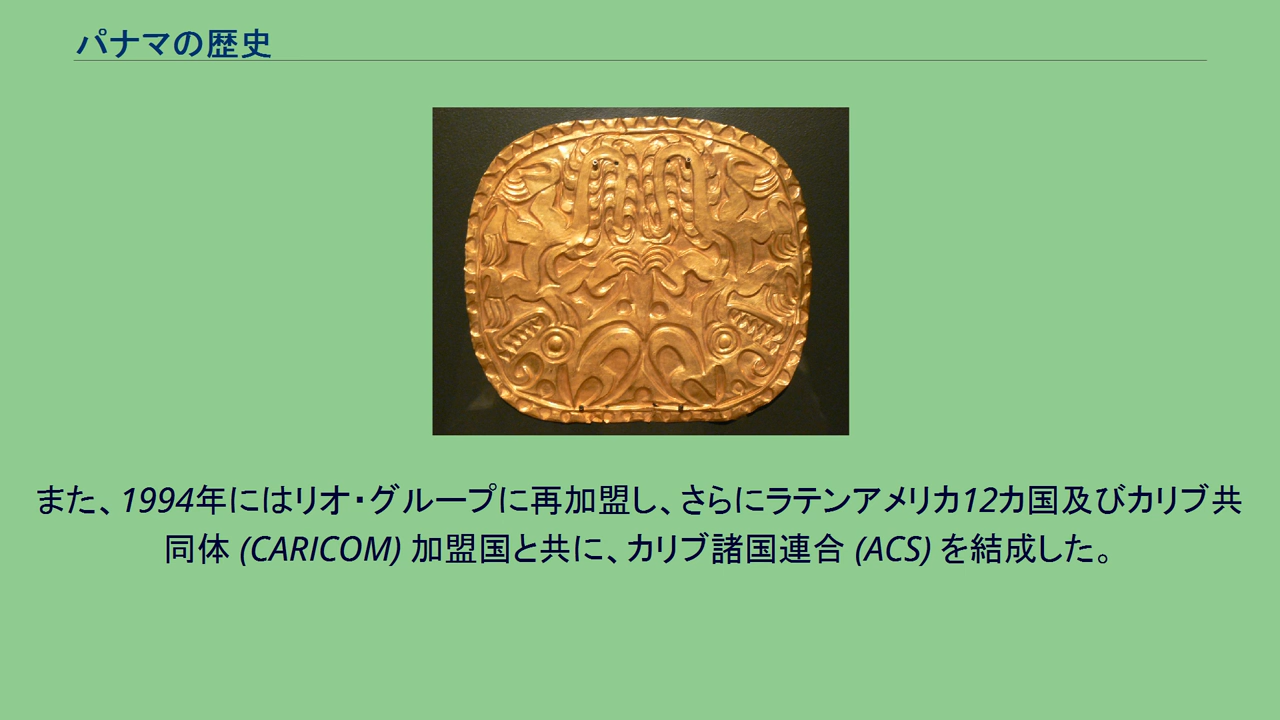 パナマの歴史
また、1994年にはリオ・グループに再加盟し、さらにラテンアメリカ12カ国及びカリブ共
同体 (CARICOM) 加盟国と共に、カリブ諸国連合 (ACS) を結成した。